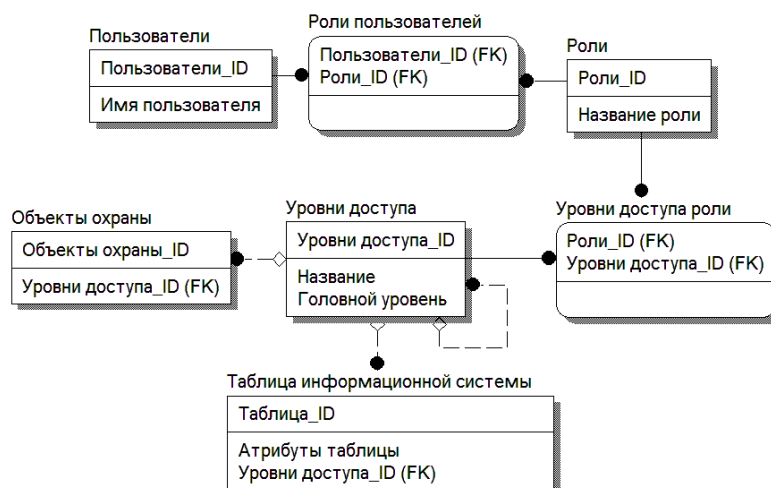 Пользователи
Пользователи_ID
Имя пользователя
Роли пользователей
Пользователи_ID (FK)
Роли_ID (FK)
Роли
Роли_ID
Название роли
Объекты охраны
Объекты охраны_ID
Уровни доступа_ID (FK)
Уровни доступа
Уровни доступа_ID
Название
Головной уровень
Уровни доступа роли
Роли_ID (FK)
Уровни доступа_ID (FK)
Таблица информационной системы
Таблица_ID
Атрибуты таблицы
Уровни доступа_ID (FK)